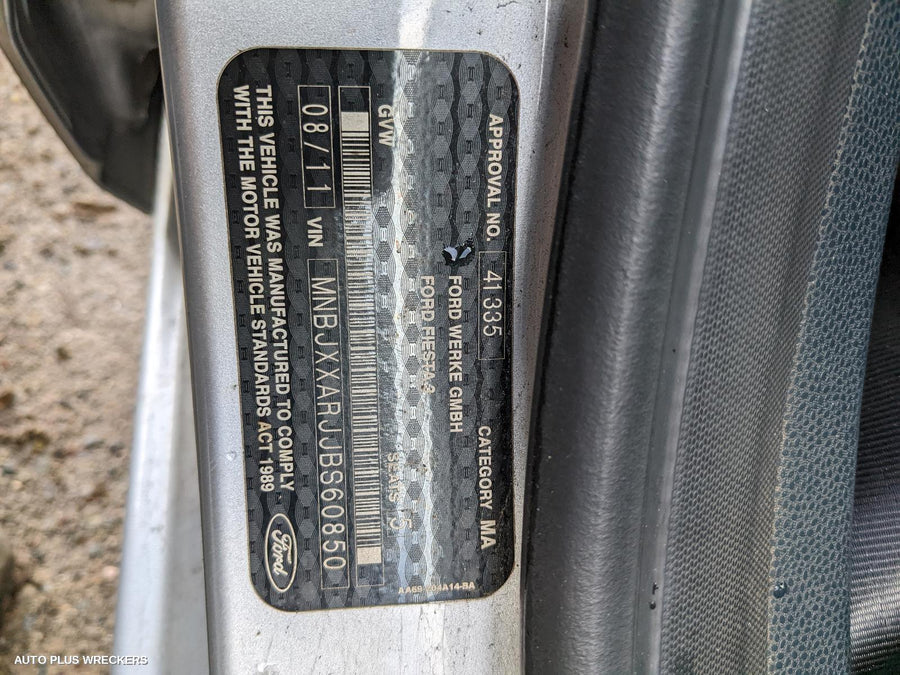 APPROVAL NO. 41335 CATEGORY MA
FORD WERKE GMBH
FORD FIESTA 3
GVW SEATS 5
08/11 VIN MNBJXXARJJBS60850
THIS VEHICLE WAS MANUFACTURED TO COMPLY
WITH THE MOTOR VEHICLE STANDARDS ACT 1989
Ford
AUTO PLUS WRECKERS